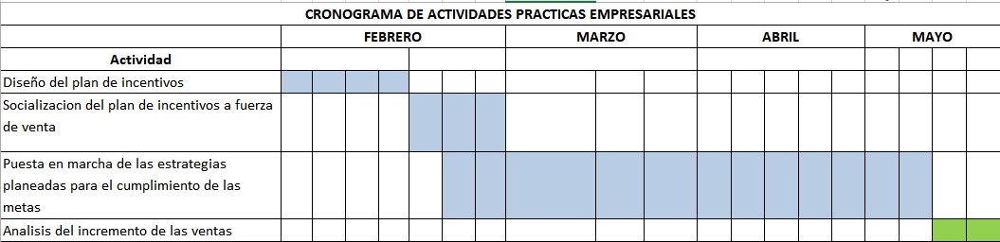 CRONOGRAMA DE ACTIVIDADES PRACTICAS EMPRESARIALES
FEBRERO MARZO ABRIL MAYO
Actividad
Diseño del plan de incentivos
Socializacion del plan de incentivos a fuerza
de venta
Puesta en marcha de las estrategias
planeadas para el cumplimiento de las
metas
Analisis del incremento de las ventas